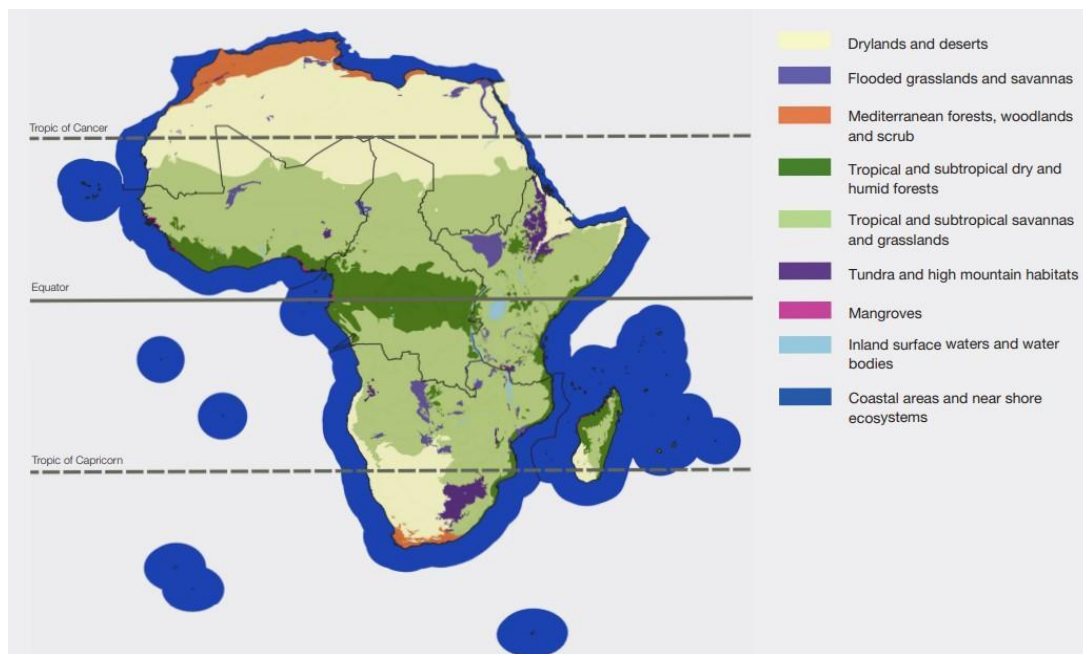 Tropic of Cancer
Equator
Tropic of Capricorn
Drylands and deserts
Flooded grasslands and savannas
Mediterranean forests, woodlands
and scrub
Tropical and subtropical dry and
humid forests
Tropical and subtropical savannas
and grasslands
Tundra and high mountain habitats
Mangroves
Inland surface waters and water
bodies
Coastal areas and near shore
ecosystems